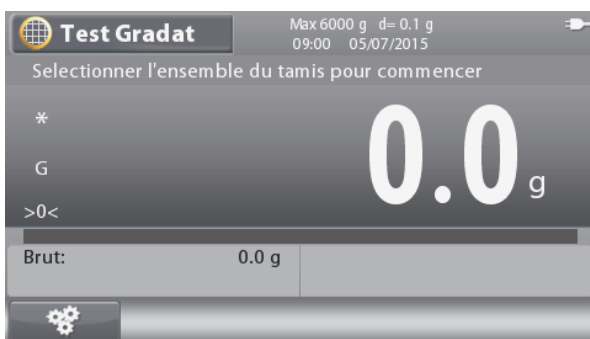 Test Gradat
Max 6000 g d= 0.1 g
09:00 05/07/2015
Selectionner l'ensemble du tamis pour commencer
*
G
>0<
0.0 g
Brut: 0.0 g